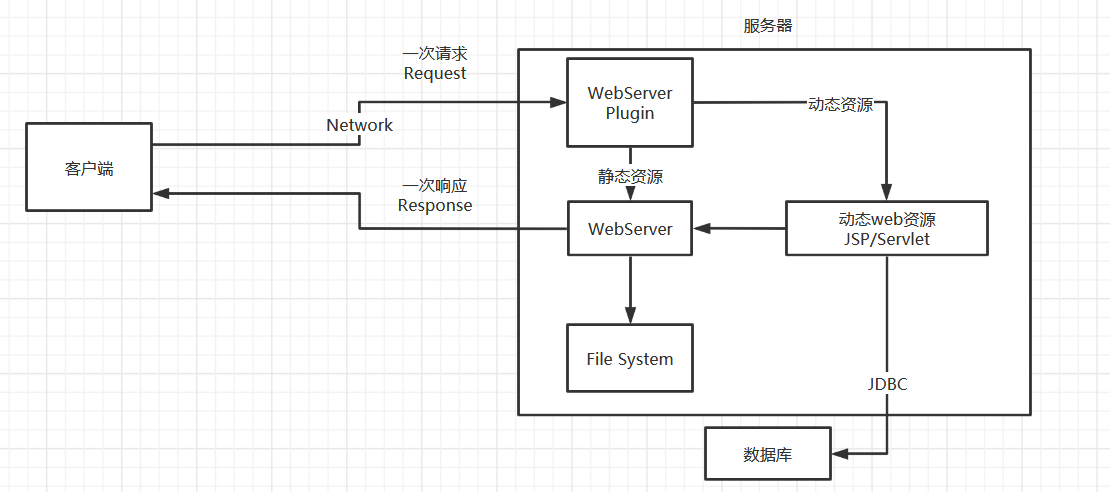 服务器
一次请求
Request
Network
客户端
一次响应
Response
WebServer
Plugin
动态资源
静态资源
WebServer
动态web资源
JSP/Servlet
File System
JDBC
数据库